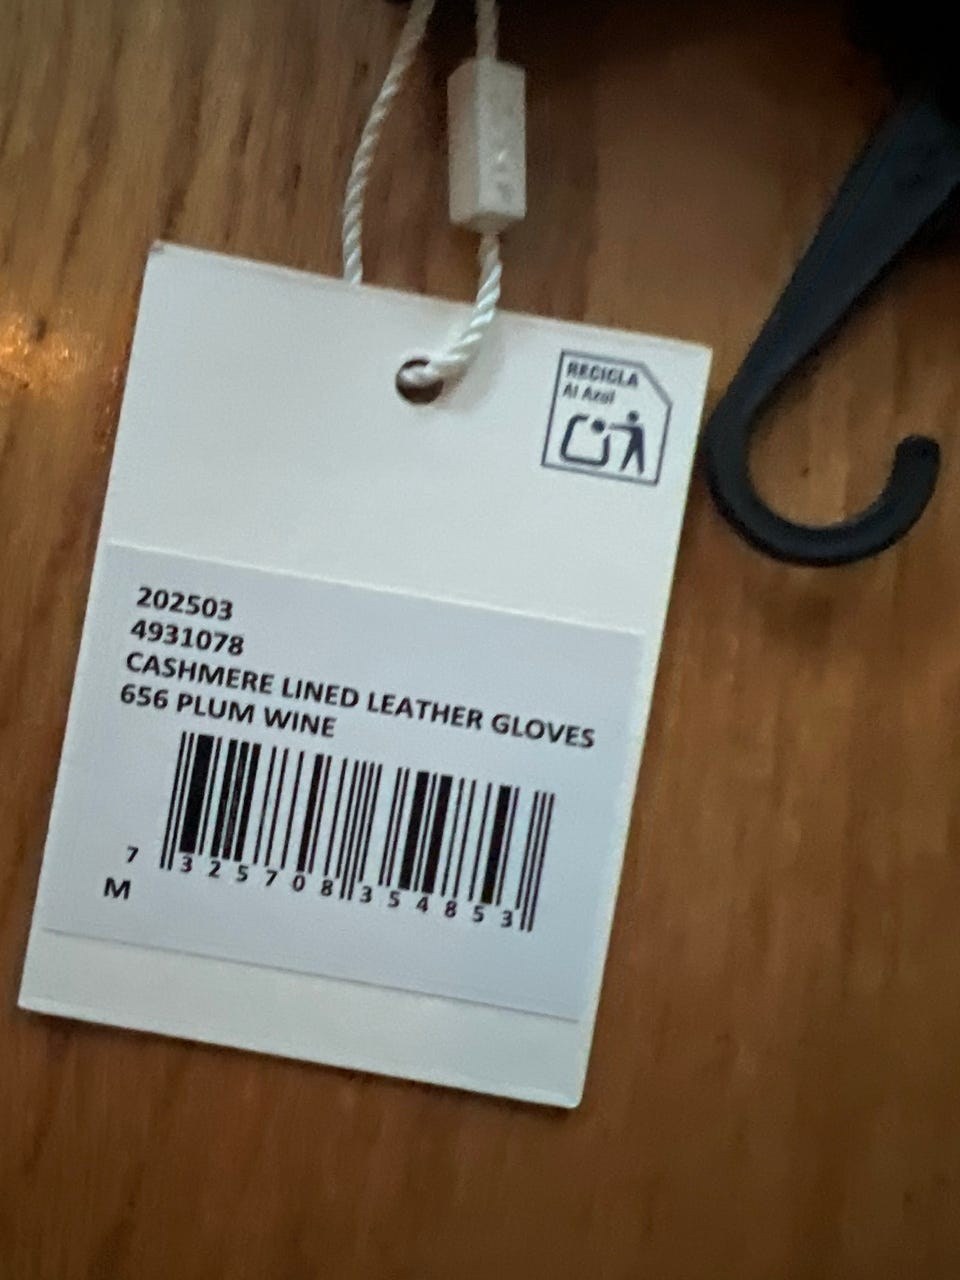 RECICLA
Al Azul
202503
4931078
CASHMERE LINED LEATHER GLOVES
656 PLUM WINE
7 325708 354853
M